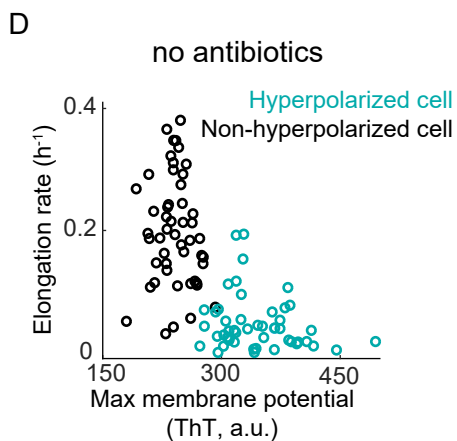 D
no antibiotics
Hyperpolarized cell
Non-hyperpolarized cell
Elongation rate (h⁻¹)
0.4
0.2
0
150
300
450
Max membrane potential
(ThT, a.u.)